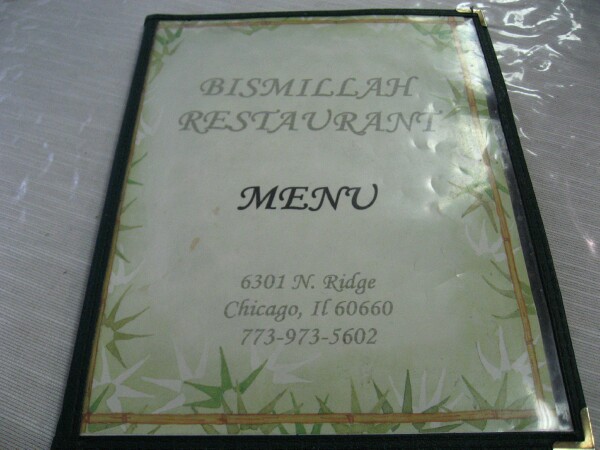 BISMILLAH
RESTAURANT
MENU
6301 N. Ridge
Chicago, Il 60660
773-973-5602